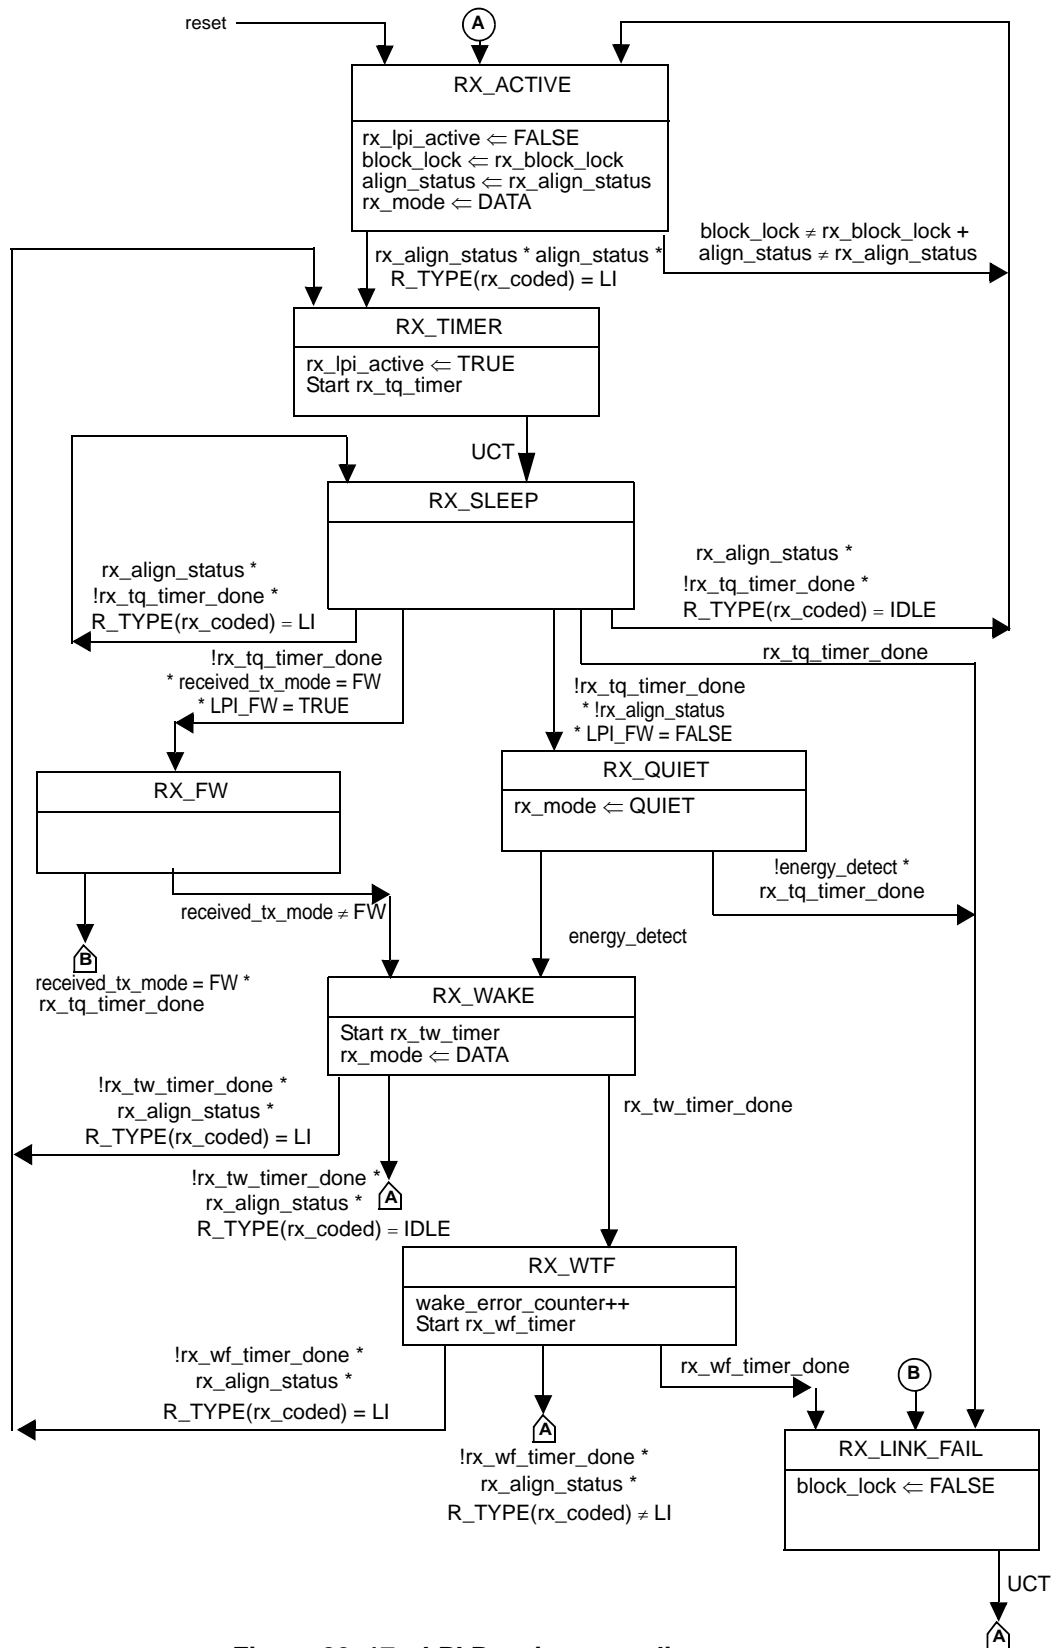 reset
A
RX_ACTIVE
rx_lpi_active ⇐ FALSE
block_lock ⇐ rx_block_lock
align_status ⇐ rx_align_status
rx_mode ⇐ DATA
block_lock ≠ rx_block_lock +
align_status ≠ rx_align_status
rx_align_status * align_status *
R_TYPE(rx_coded) = LI
RX_TIMER
rx_lpi_active ⇐ TRUE
Start rx_tq_timer
UCT
RX_SLEEP
rx_align_status *
!rx_tq_timer_done *
R_TYPE(rx_coded) = LI
rx_align_status *
!rx_tq_timer_done *
R_TYPE(rx_coded) = IDLE
!rx_tq_timer_done
* received_tx_mode = FW
* LPI_FW = TRUE
rx_tq_timer_done
!rx_tq_timer_done
* !rx_align_status
* LPI_FW = FALSE
RX_FW
RX_QUIET
rx_mode ⇐ QUIET
!energy_detect *
rx_tq_timer_done
received_tx_mode ≠ FW
energy_detect
B
received_tx_mode = FW *
rx_tq_timer_done
RX_WAKE
Start rx_tw_timer
rx_mode ⇐ DATA
!rx_tw_timer_done *
rx_align_status *
R_TYPE(rx_coded) = LI
rx_tw_timer_done
!rx_tw_timer_done *
rx_align_status *
A
R_TYPE(rx_coded) = IDLE
RX_WTF
wake_error_counter++
Start rx_wf_timer
!rx_wf_timer_done *
rx_align_status *
R_TYPE(rx_coded) = LI
rx_wf_timer_done
B
A
!rx_wf_timer_done *
rx_align_status *
R_TYPE(rx_coded) ≠ LI
RX_LINK_FAIL
block_lock ⇐ FALSE
UCT
A